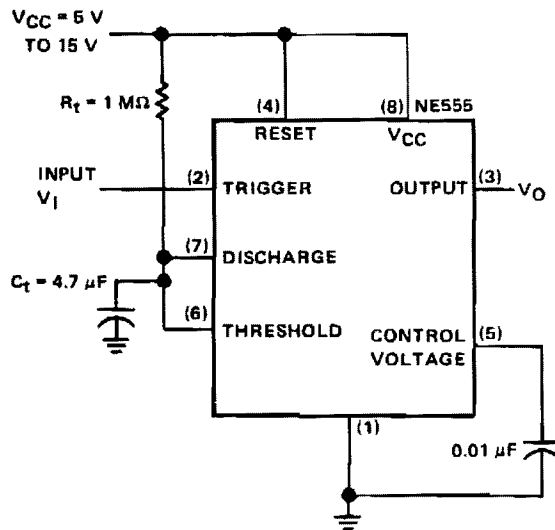 VCC = 5 V
TO 15 V
Rt = 1 MΩ
(4)
(8) NE555
RESET
VCC
INPUT
VI
(2)
TRIGGER
OUTPUT
(3)
VO
(7)
DISCHARGE
Ct = 4.7 μF
(6)
THRESHOLD
CONTROL
VOLTAGE
(5)
(1)
0.01 μF